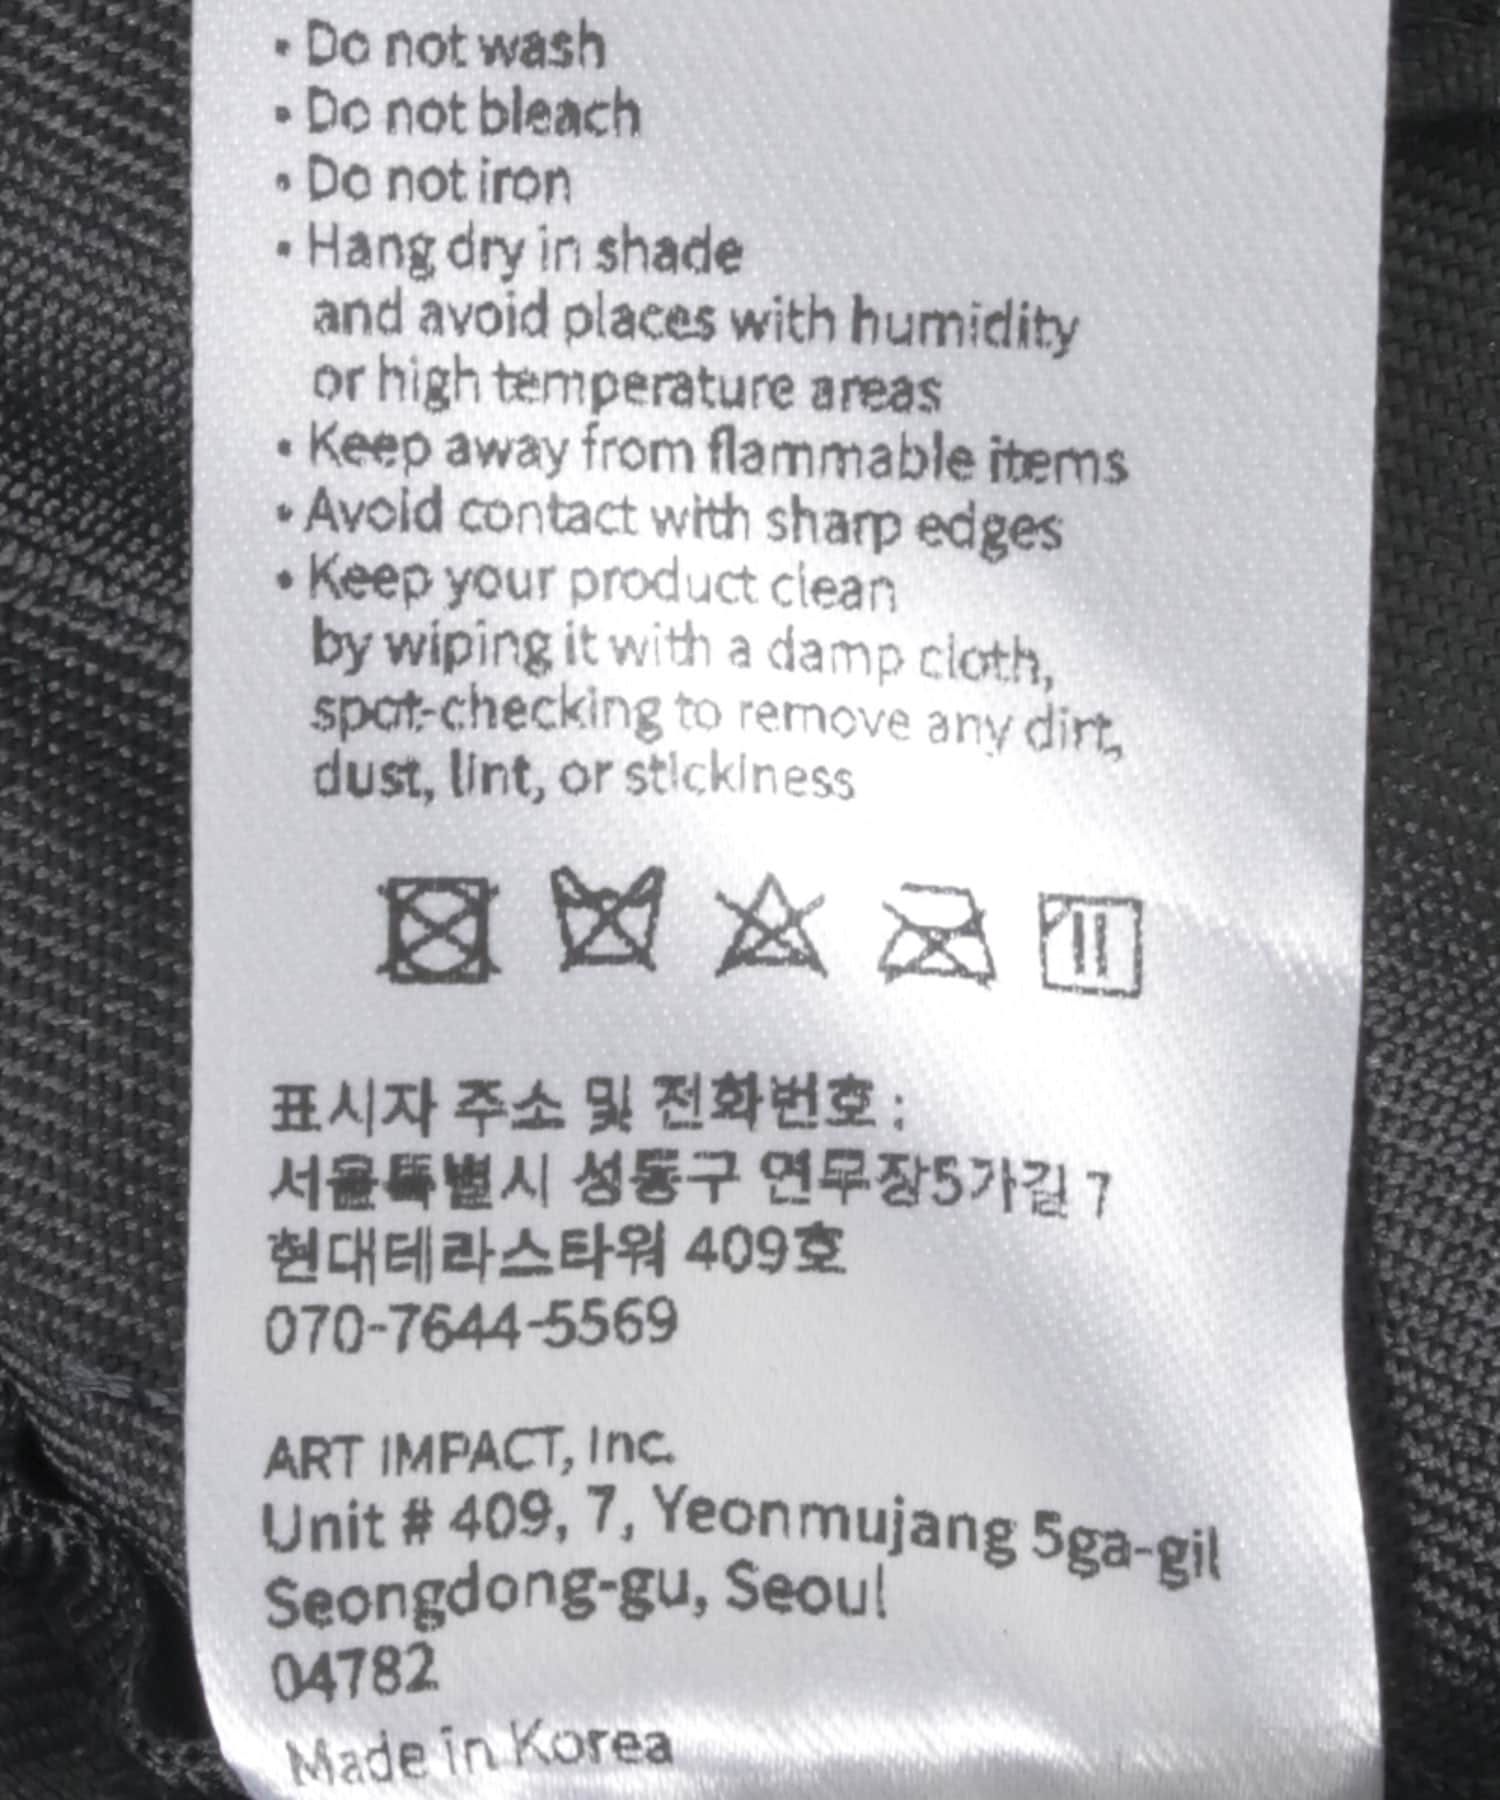 • Do not wash
• Do not bleach
• Do not iron
• Hang dry in shade
and avoid places with humidity
or high temperature areas
• Keep away from flammable items
• Avoid contact with sharp edges
• Keep your product clean
by wiping it with a damp cloth,
spot-checking to remove any dirt,
dust, lint, or stickiness
표시자 주소 및 전화번호 :
서울특별시 성동구 연무장5가길 7
현대테라스타워 409호
070-7644-5569
ART IMPACT, Inc.
Unit # 409, 7, Yeonmujang 5ga-gil
Seongdong-gu, Seoul
04782
Made in Korea